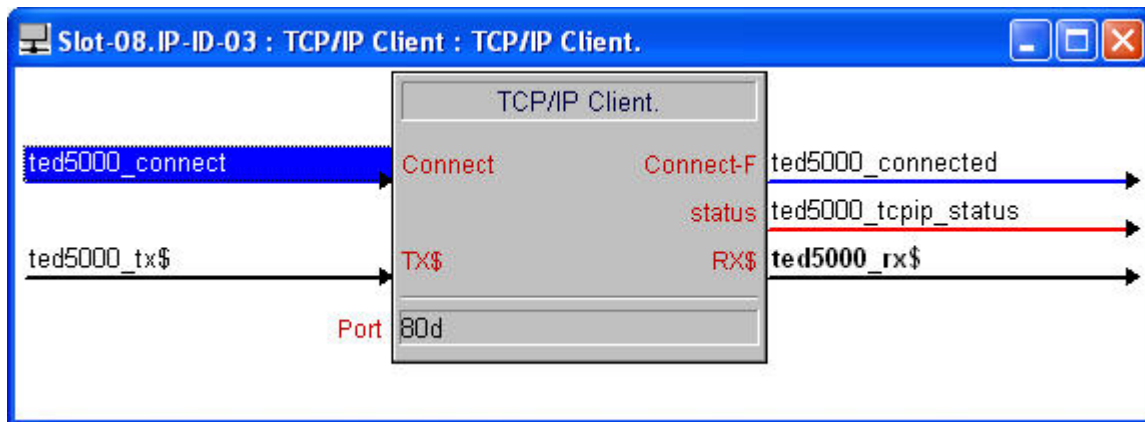 Slot-08.IP-ID-03 : TCP/IP Client : TCP/IP Client.
TCP/IP Client.
ted5000_connect Connect Connect-F ted5000_connected
status ted5000_tcpip_status
ted5000_tx$ TX$ RX$ ted5000_rx$
Port 80d